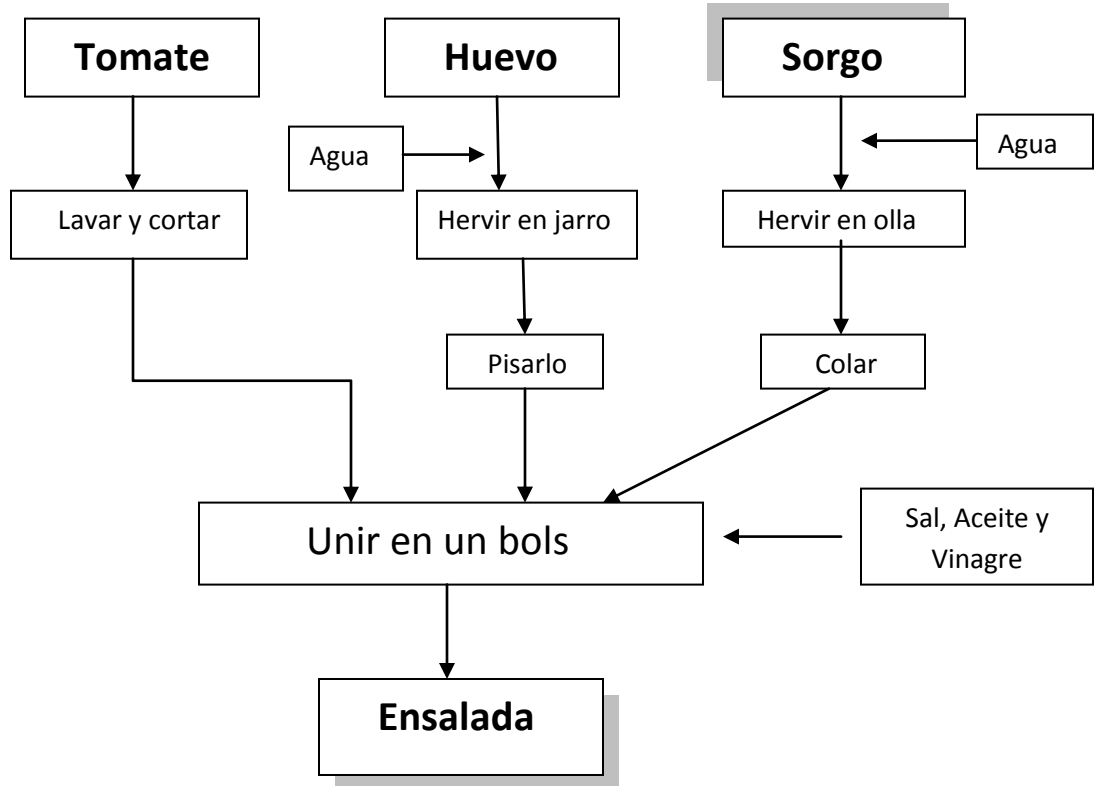 Tomate
Huevo
Sorgo
Agua
Agua
Lavar y cortar
Hervir en jarro
Hervir en olla
Pisarlo
Colar
Unir en un bols
Sal, Aceite y
Vinagre
Ensalada